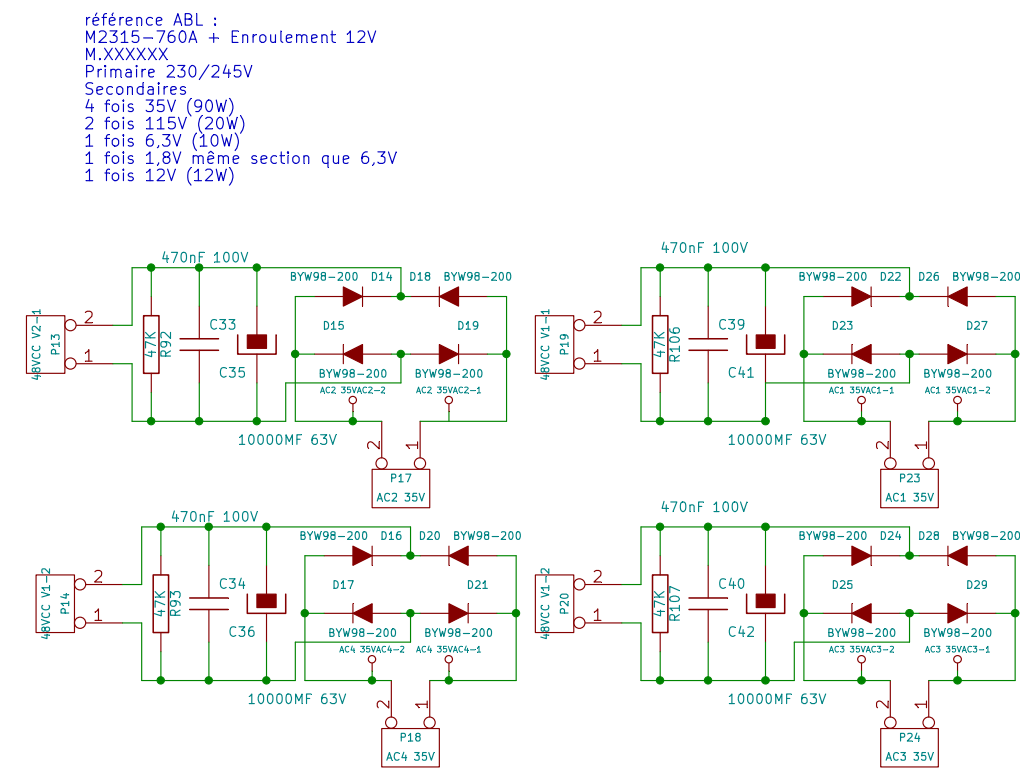 référence ABL :
M2315-760A + Enroulement 12V
M.XXXXXX
Primaire 230/245V
Secondaires
4 fois 35V (90W)
2 fois 115V (20W)
1 fois 6,3V (10W)
1 fois 1,8V même section que 6,3V
1 fois 12V (12W)
470nF 100V
BYW98-200 D14 D18 BYW98-200
48VCC V2-1
P13
2
1
47K
R92
C33
C35
D15 D19
BYW98-200 BYW98-200
AC2 35VAC2-2 AC2 35VAC2-1
10000MF 63V
2 1
P17
AC2 35V
470nF 100V
BYW98-200 D22 D26 BYW98-200
48VCC V1-1
P19
2
1
47K
R106
C39
C41
D23 D27
BYW98-200 BYW98-200
AC1 35VAC1-1 AC1 35VAC1-2
10000MF 63V
2 1
P23
AC1 35V
470nF 100V
BYW98-200 D16 D20 BYW98-200
48VCC V1-2
P14
2
1
47K
R93
C34
C36
D17 D21
BYW98-200 BYW98-200
AC4 35VAC4-2 AC4 35VAC4-1
10000MF 63V
2 1
P18
AC4 35V
470nF 100V
BYW98-200 D24 D28 BYW98-200
48VCC V1-2
P20
2
1
47K
R107
C40
C42
D25 D29
BYW98-200 BYW98-200
AC3 35VAC3-2 AC3 35VAC3-1
10000MF 63V
2 1
P24
AC3 35V